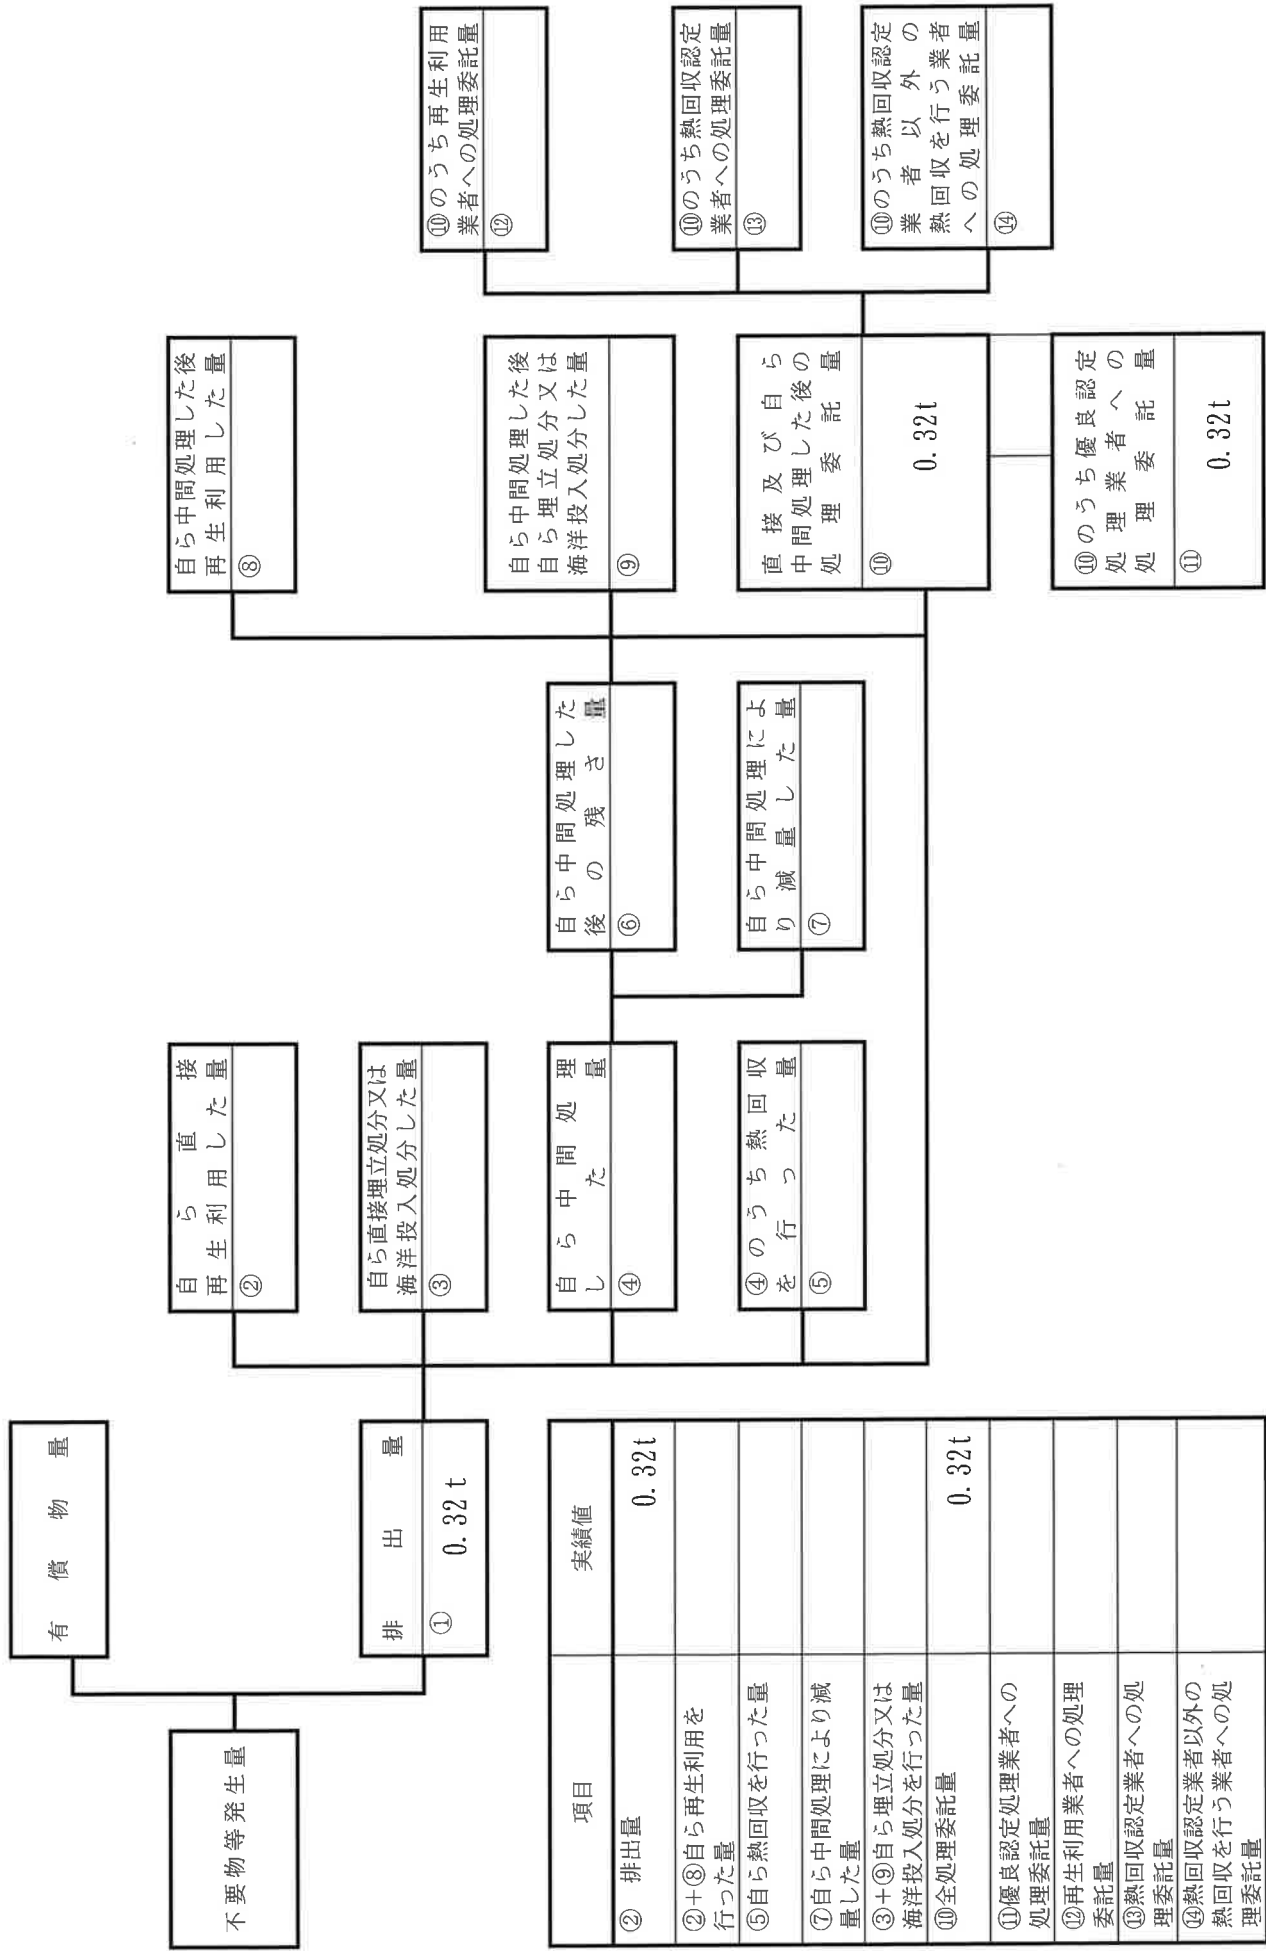 不要物等発生量
有償物量
排出量
① 0.32t
自ら直接
再生利用した量
②
自ら直接埋立処分又は
海洋投入処分した量
③
自ら中間処理
した量
④
④のうち熱回収
を行った量
⑤
自ら中間処理した
後の残さ量
⑥
自ら中間処理によ
り減量した量
⑦
自ら中間処理した後
再生利用した量
⑧
自ら中間処理した後
自ら埋立処分又は
海洋投入処分した量
⑨
直接及び自ら
中間処理した後の
処理委託量
⑩ 0.32t
⑩のうち優良認定
処理業者への
処理委託量
⑪ 0.32t
⑩のうち再生利用
業者への処理委託量
⑫
⑩のうち熱回収認定
業者への処理委託量
⑬
⑩のうち熱回収認定
業者以外の
熱回収を行う業者
への処理委託量
⑭
項目 実績値
② 排出量 0.32t
②+⑧自ら再生利用を
行った量
⑤自ら熱回収を行った量
⑦自ら中間処理により減
量した量
③+⑨自ら埋立処分又は
海洋投入処分を行った量
⑩全処理委託量 0.32t
⑪優良認定処理業者への
処理委託量
⑫再生利用業者への処理
委託量
⑬熱回収認定業者への処
理委託量
⑭熱回収認定業者以外の
熱回収を行う業者への処
理委託量